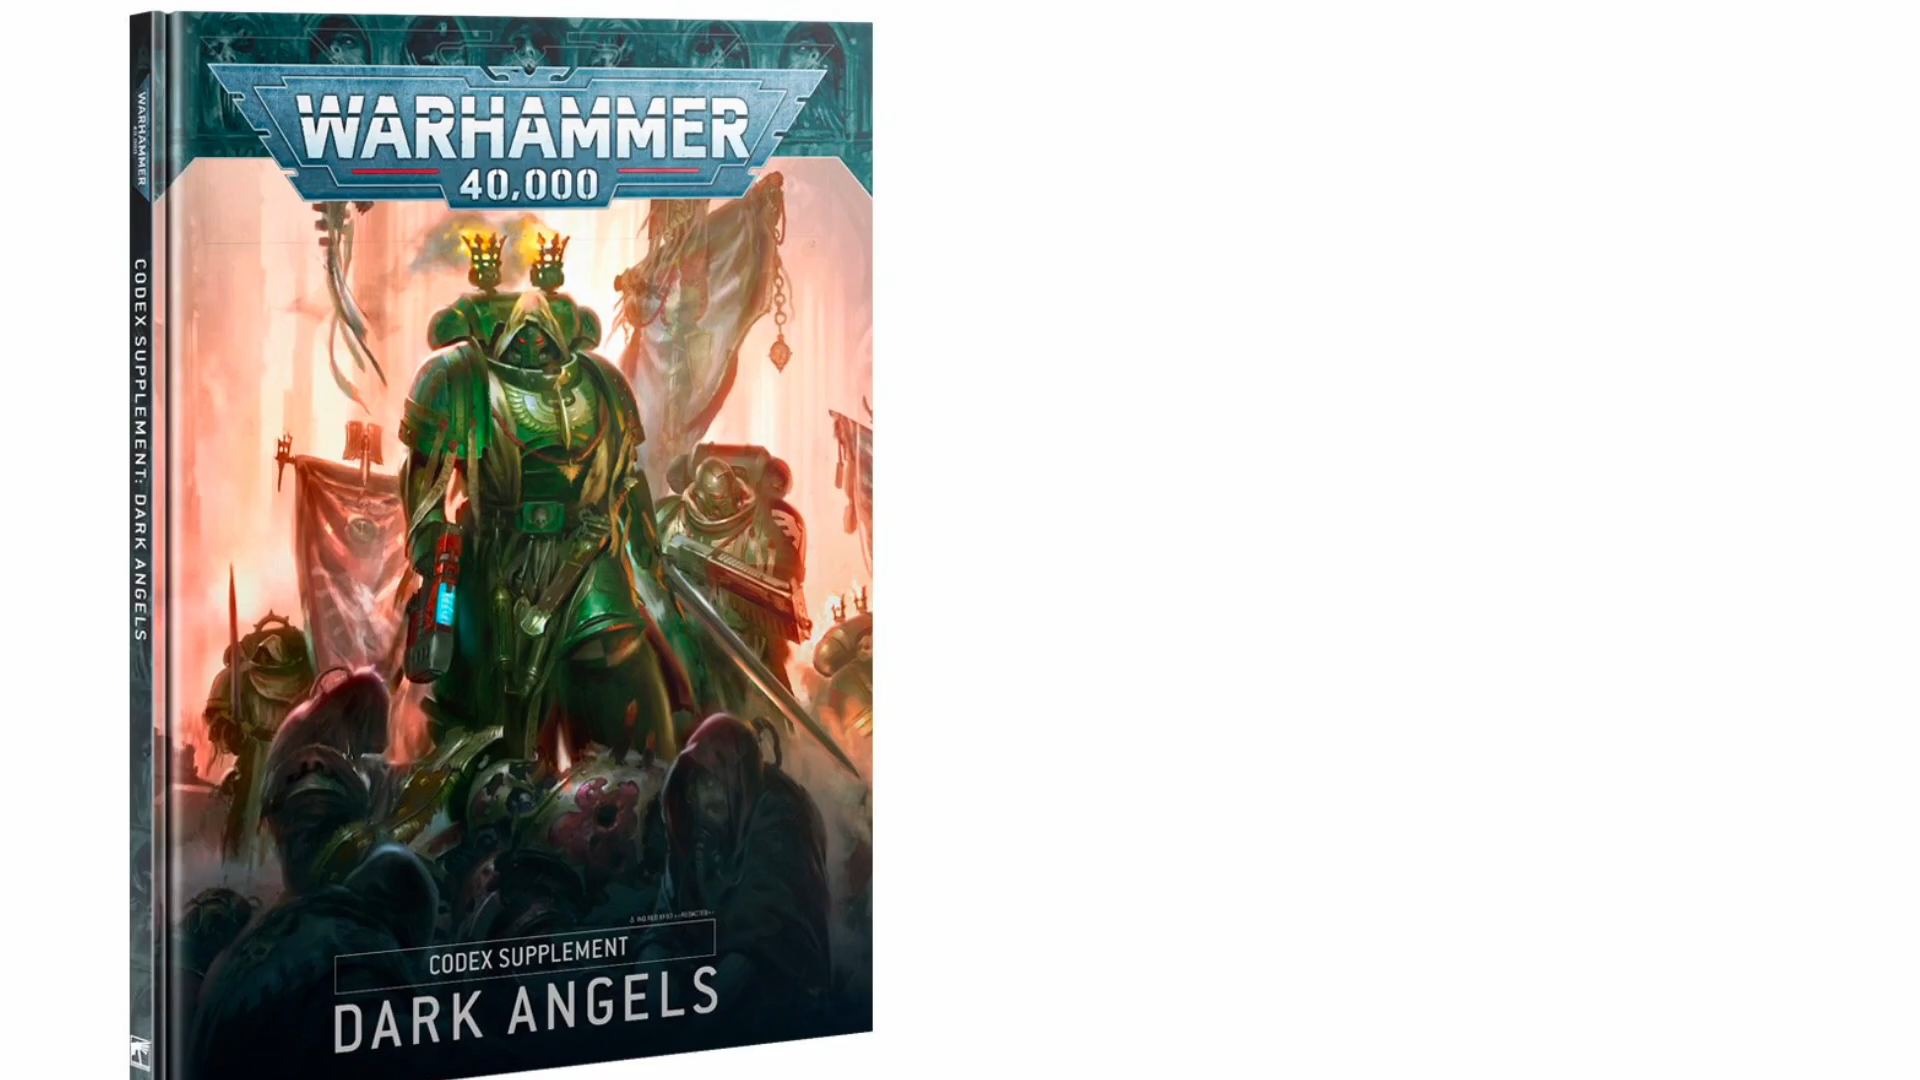 WARHAMMER
40,000
WARHAMMER
CODEX SUPPLEMENT: DARK ANGELS
CODEX SUPPLEMENT
DARK ANGELS